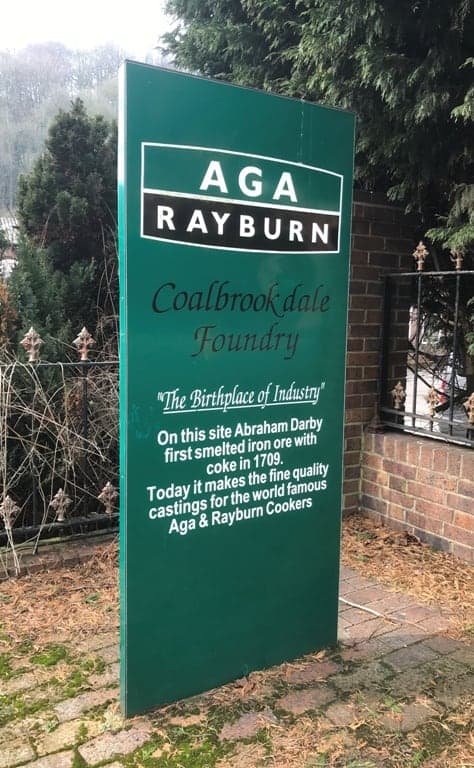 AGA
RAYBURN
Coalbrookdale
Foundry
"The Birthplace of Industry"
On this site Abraham Darby
first smelted iron ore with
coke in 1709.
Today it makes the fine quality
castings for the world famous
Aga & Rayburn Cookers